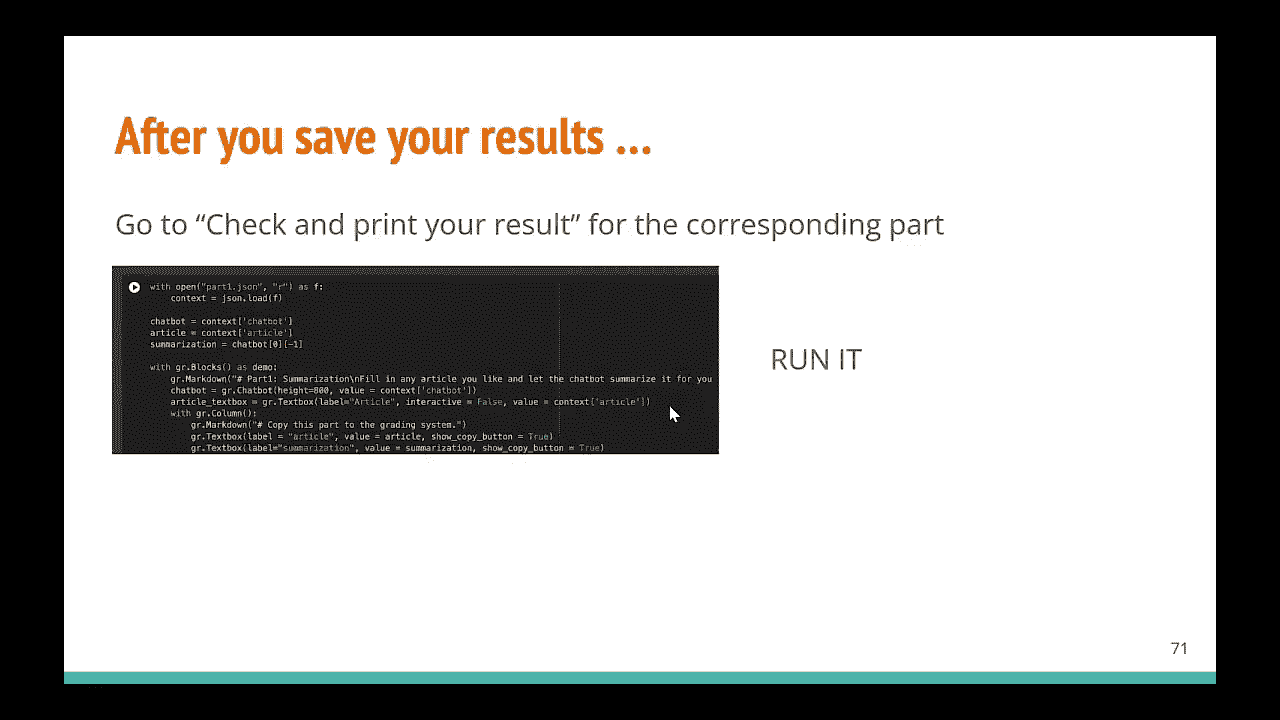 After you save your results ...
Go to “Check and print your result” for the corresponding part
with open("part1.json", "r") as f:
context = json.load(f)
chatbot = context['chatbot']
article = context['article']
summarization = chatbot[0][-1]
with gr.Blocks() as demo:
gr.Markdown("# Part1: Summarization\nFill in any article you like and let the chatbot summarize it for you
chatbot = gr.Chatbot(height=800, value = context['chatbot'])
article_textbox = gr.Textbox(label="Article", interactive = False, value = context['article'])
with gr.Column():
gr.Markdown("# Copy this part to the grading system.")
gr.Textbox(label = "article", value = article, show_copy_button = True)
gr.Textbox(label="summarization", value = summarization, show_copy_button = True)
RUN IT
71